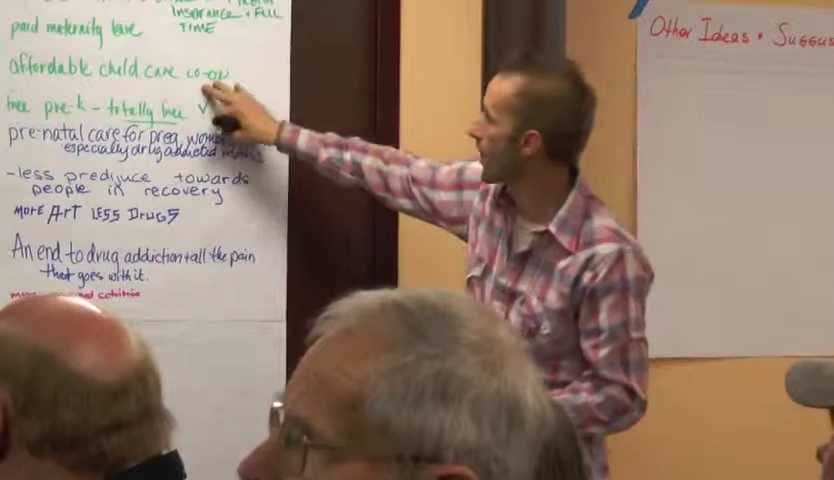 Insurance + FULL
TIME
paid maternity leave
affordable child care co-op
free pre-k - totally free
pre-natal care for preg. women
especially drug addicted
-less predijuce towards
people in recovery
MORE ART LESS DRUGS
An end to drug addiction + all the pain
that goes with it.
Other Ideas •